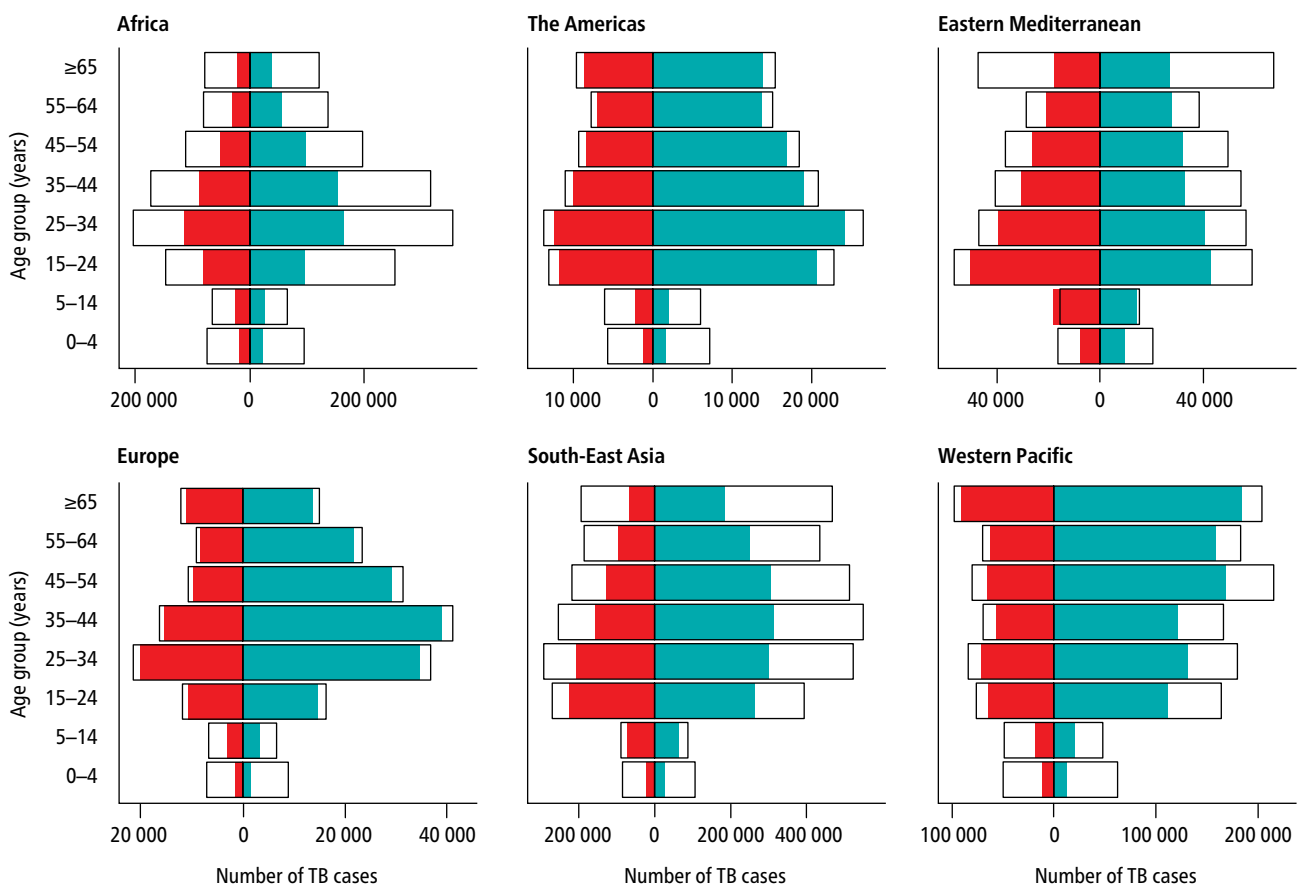 Africa
The Americas
Eastern Mediterranean
Age group (years)
≥65
55–64
45–54
35–44
25–34
15–24
5–14
0–4
200 000 0 200 000
10 000 0 10 000 20 000
40 000 0 40 000
Europe
South-East Asia
Western Pacific
Age group (years)
≥65
55–64
45–54
35–44
25–34
15–24
5–14
0–4
20 000 0 20 000 40 000
200 000 0 200 000 400 000
100 000 0 100 000 200 000
Number of TB cases
Number of TB cases
Number of TB cases